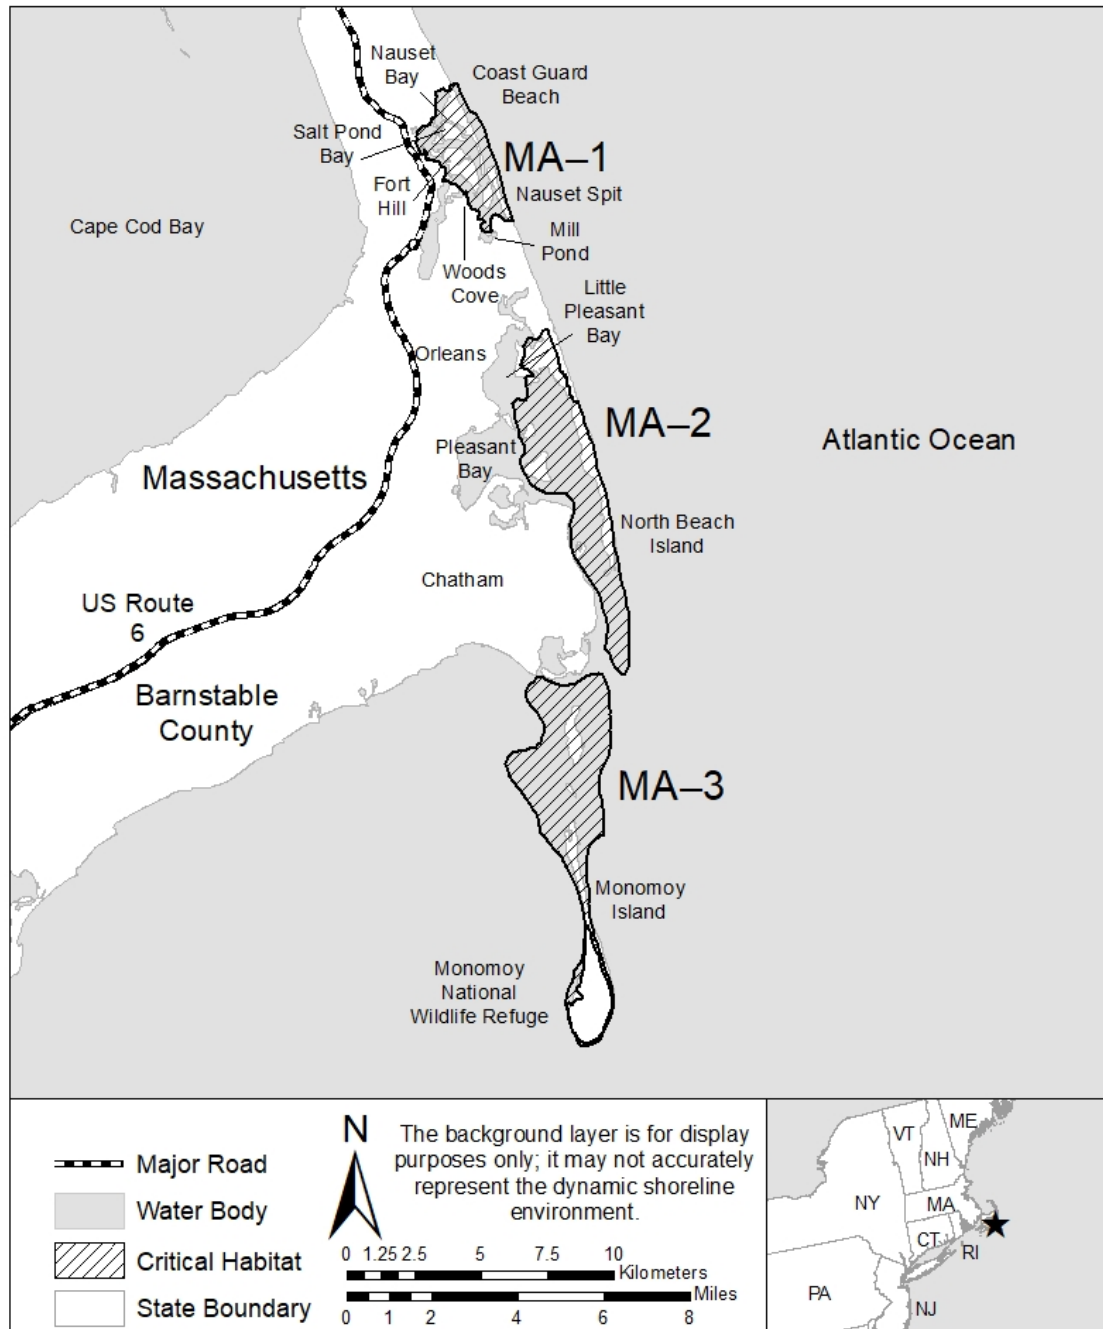 Nauset
Bay
Coast Guard
Beach
Salt Pond
Bay
MA–1
Fort
Hill
Nauset Spit
Cape Cod Bay
Mill
Pond
Woods
Cove
Little
Pleasant
Bay
Orleans
MA–2
Atlantic Ocean
Pleasant
Bay
Massachusetts
North Beach
Island
Chatham
US Route
6
Barnstable
County
MA–3
Monomoy
Island
Monomoy
National
Wildlife Refuge
Major Road
Water Body
Critical Habitat
State Boundary
N
The background layer is for display
purposes only; it may not accurately
represent the dynamic shoreline
environment.
0 1.25 2.5 5 7.5 10
Kilometers
Miles
0 1 2 4 6 8
VT
ME
NH
NY
MA
CT
RI
PA
NJ